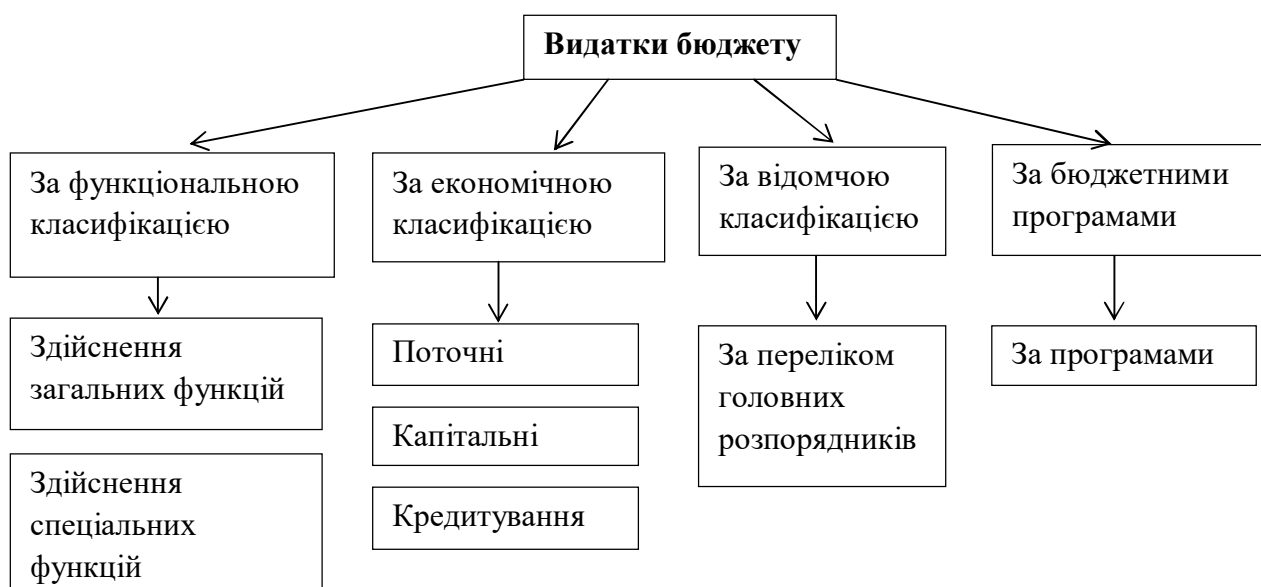 Видатки бюджету
За функціональною
класифікацією
За економічною
класифікацією
За відомчою
класифікацією
За бюджетними
програмами
Здійснення
загальних функцій
Здійснення
спеціальних
функцій
Поточні
Капітальні
Кредитування
За переліком
головних
розпорядників
За програмами